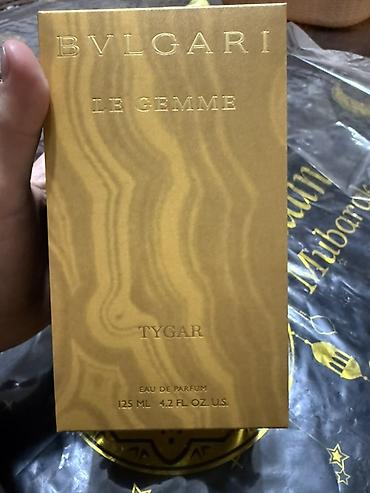 BVLGARI
LE GEMME
TYGAR
EAU DE PARFUM
125 ML 4.2 FL. OZ. U.S.
Mubarak